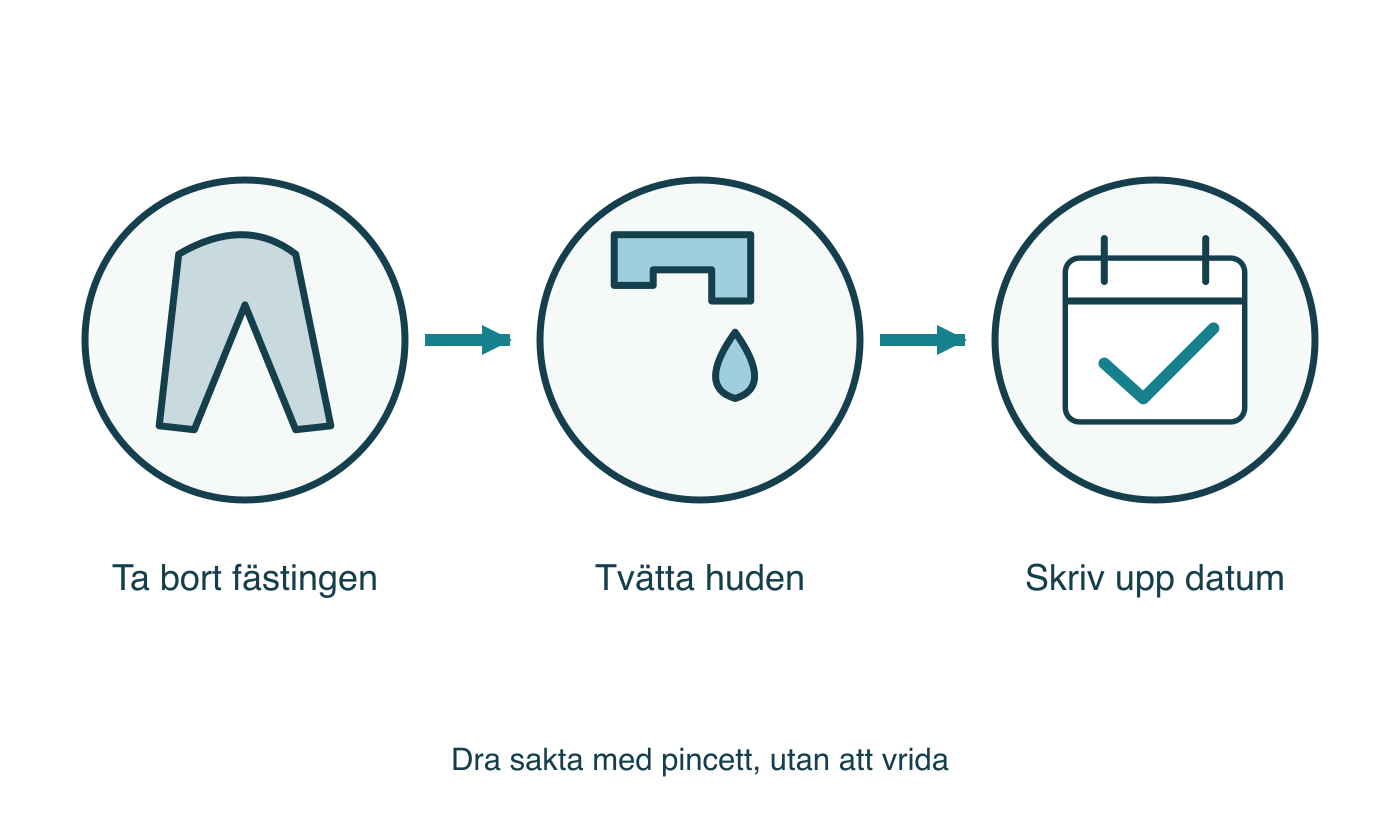 Ta bort fästingen
Tvätta huden
Skriv upp datum
Dra sakta med pincett, utan att vrida